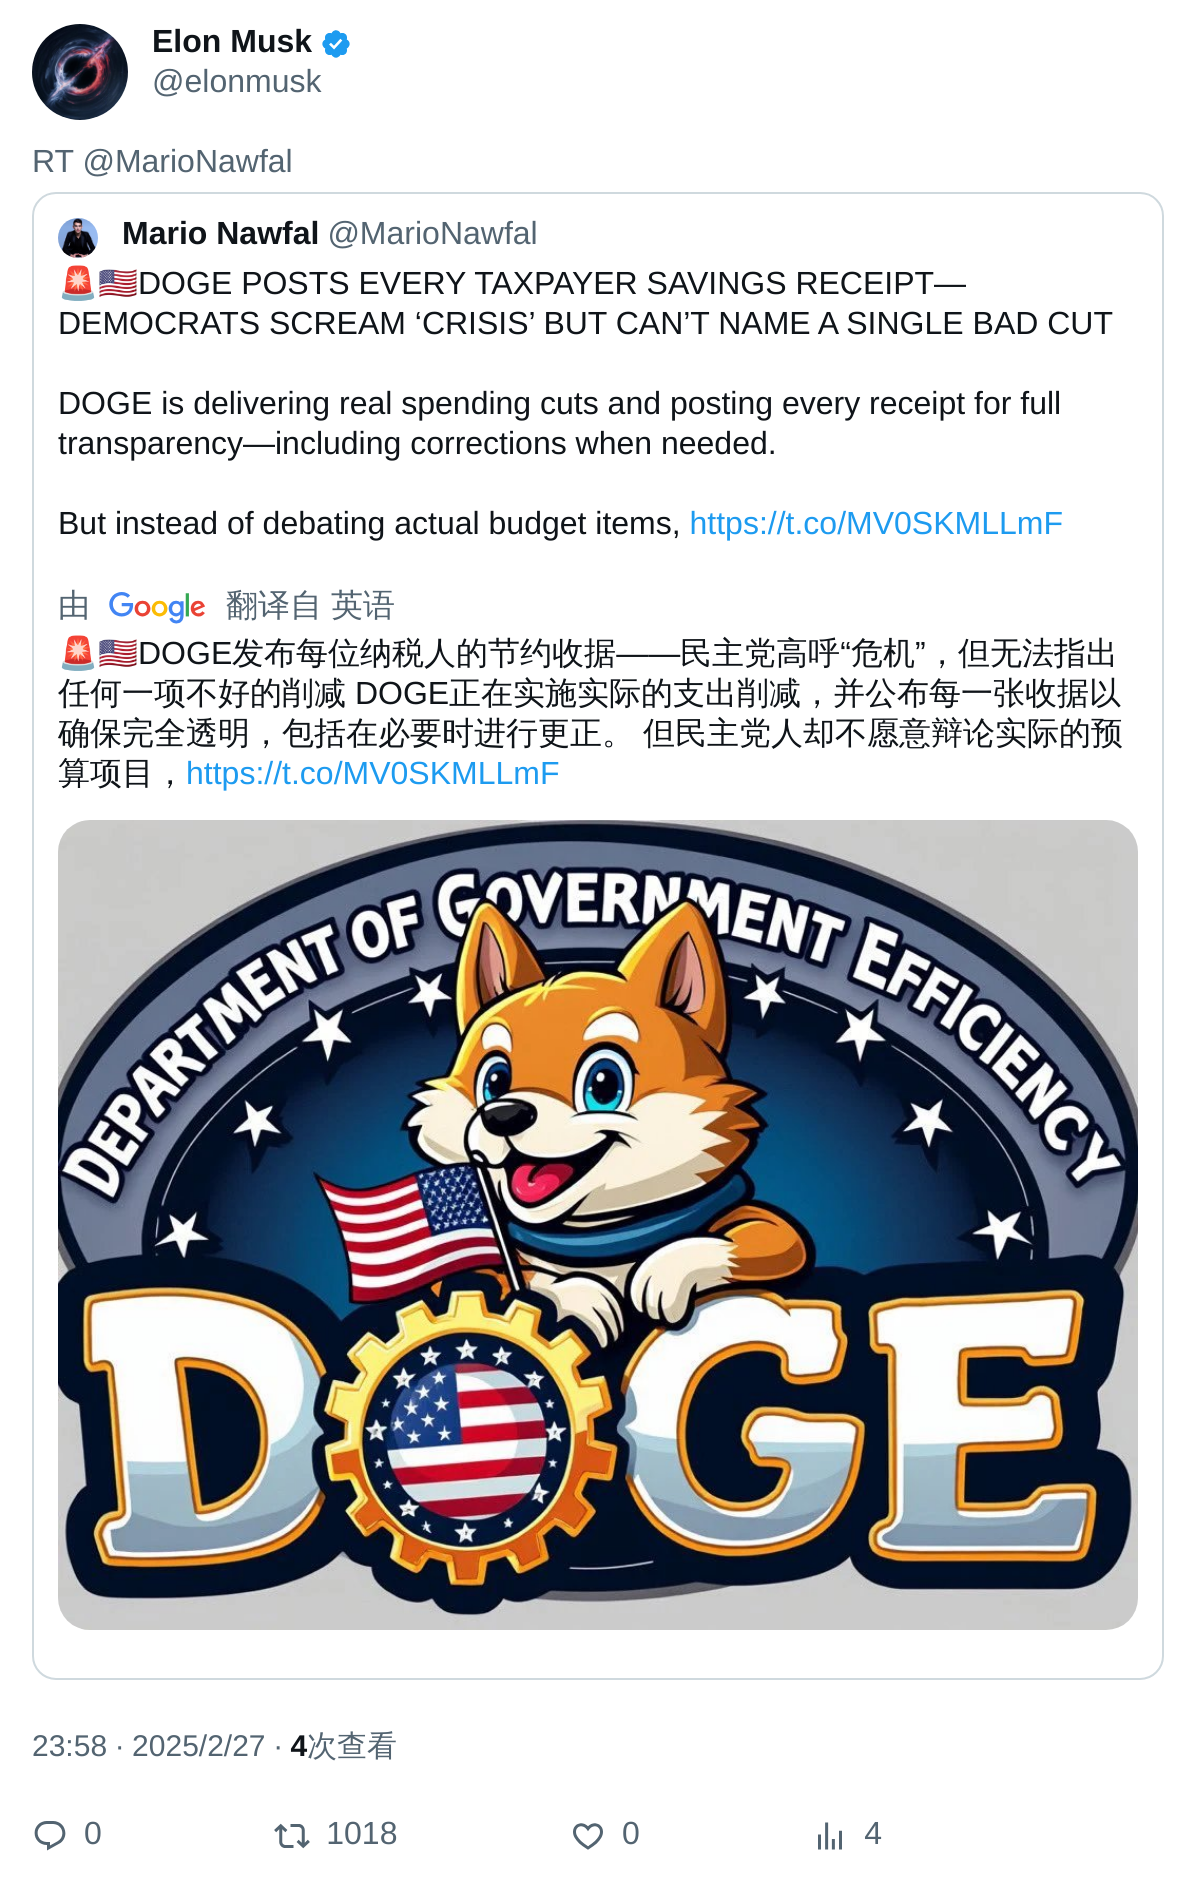 Elon Musk
@elonmusk
RT @MarioNawfal
Mario Nawfal @MarioNawfal
🚨🇺🇸DOGE POSTS EVERY TAXPAYER SAVINGS RECEIPT—
DEMOCRATS SCREAM ‘CRISIS’ BUT CAN’T NAME A SINGLE BAD CUT
DOGE is delivering real spending cuts and posting every receipt for full
transparency—including corrections when needed.
But instead of debating actual budget items, https://t.co/MV0SKMLLmF
由 Google 翻译自 英语
🚨🇺🇸DOGE发布每位纳税人的节约收据——民主党高呼“危机”，但无法指出
任何一项不好的削减 DOGE正在实施实际的支出削减，并公布每一张收据以
确保完全透明，包括在必要时进行更正。 但民主党人却不愿意辩论实际的预
算项目，https://t.co/MV0SKMLLmF
DEPARTMENT OF GOVERNMENT EFFICIENCY
DOGE
23:58 · 2025/2/27 · 4次查看
0 1018 0 4